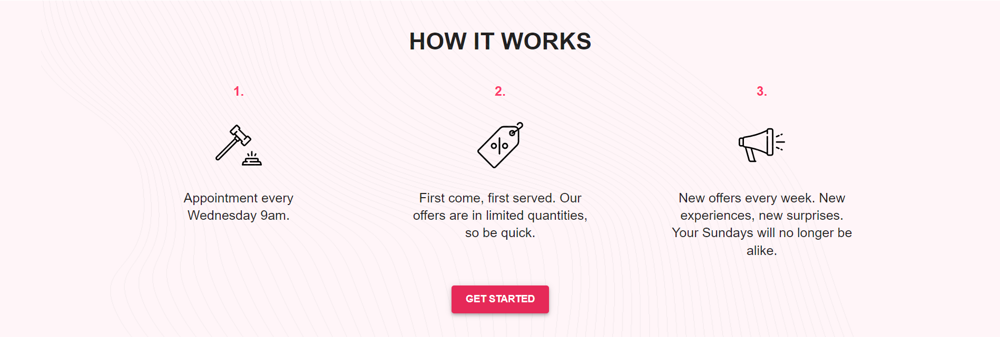 HOW IT WORKS
1.
Appointment every
Wednesday 9am.
2.
First come, first served. Our
offers are in limited quantities,
so be quick.
3.
New offers every week. New
experiences, new surprises.
Your Sundays will no longer be
alike.
GET STARTED